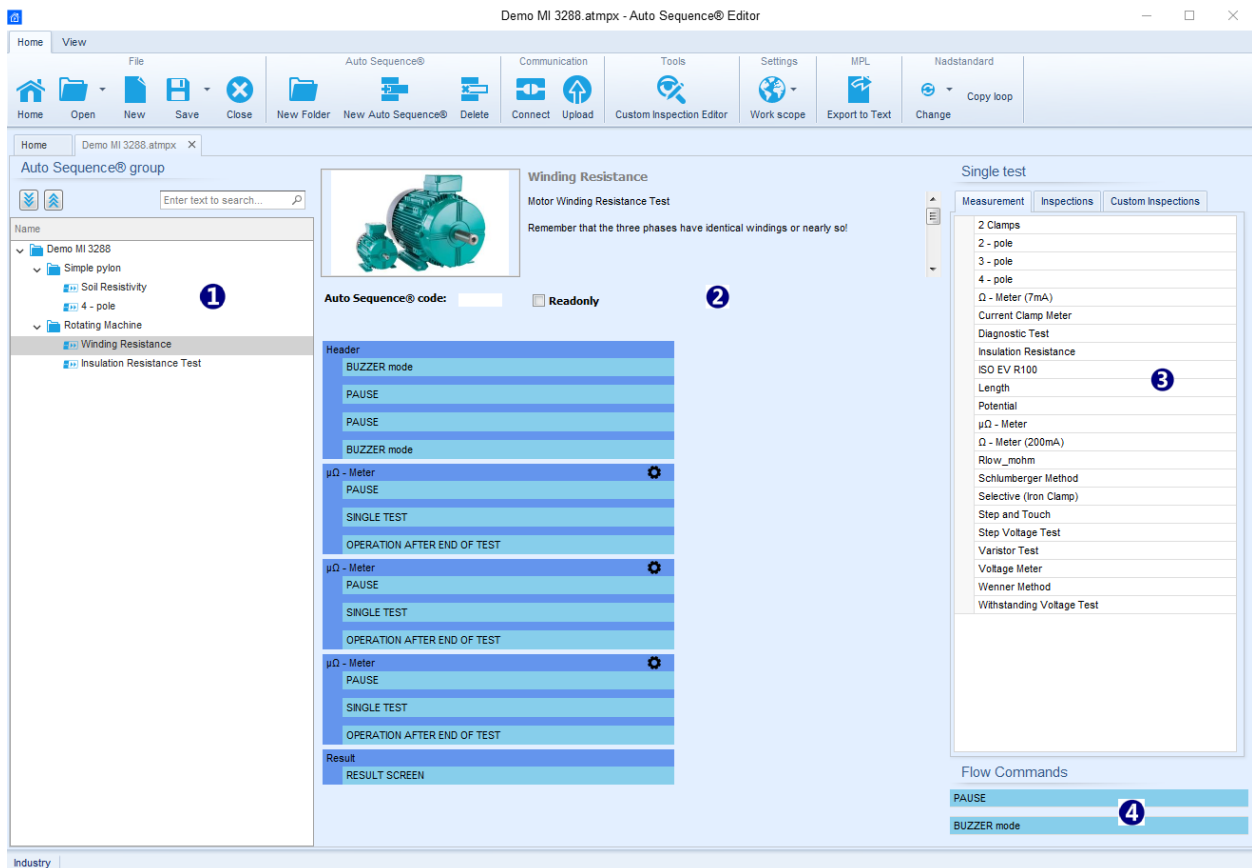 Demo MI 3288.atmpx - Auto Sequence® Editor
Home View
File Auto Sequence® Communication Tools Settings MPL Nadstandard
Home Open New Save Close New Folder New Auto Sequence® Delete Connect Upload Custom Inspection Editor Work scope Export to Text Change Copy loop
Home Demo MI 3288.atmpx
Auto Sequence® group
Enter text to search...
Name
Demo MI 3288
Simple pylon
Soil Resistivity
4 - pole
Rotating Machine
Winding Resistance
Insulation Resistance Test
1
Winding Resistance
Motor Winding Resistance Test
Remember that the three phases have identical windings or nearly so!
Auto Sequence® code: Readonly
2
Header
BUZZER mode
PAUSE
PAUSE
BUZZER mode
µΩ - Meter
PAUSE
SINGLE TEST
OPERATION AFTER END OF TEST
µΩ - Meter
PAUSE
SINGLE TEST
OPERATION AFTER END OF TEST
µΩ - Meter
PAUSE
SINGLE TEST
OPERATION AFTER END OF TEST
Result
RESULT SCREEN
Single test
Measurement Inspections Custom Inspections
2 Clamps
2 - pole
3 - pole
4 - pole
Ω - Meter (7mA)
Current Clamp Meter
Diagnostic Test
Insulation Resistance
ISO EV R100
Length
Potential
µΩ - Meter
Ω - Meter (200mA)
Rlow_mohm
Schlumberger Method
Selective (Iron Clamp)
Step and Touch
Step Voltage Test
Varistor Test
Voltage Meter
Wenner Method
Withstanding Voltage Test
3
Flow Commands
PAUSE
4
BUZZER mode
Industry